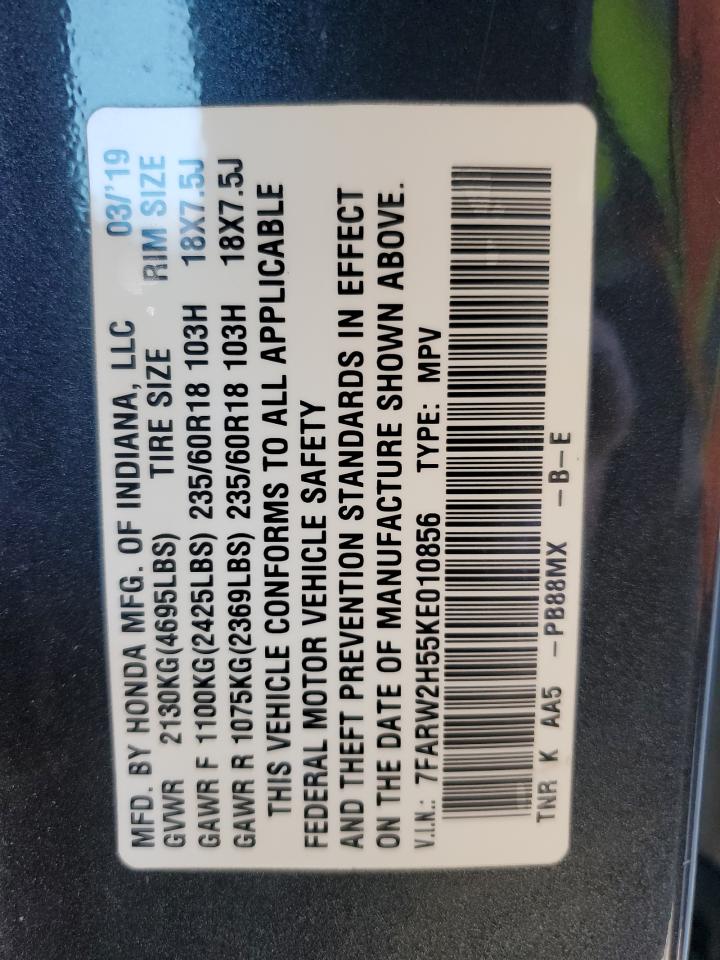 MFD. BY HONDA MFG. OF INDIANA, LLC 03/'19
GVWR 2130KG(4695LBS) TIRE SIZE RIM SIZE
GAWR F 1100KG(2425LBS) 235/60R18 103H 18X7.5J
GAWR R 1075KG(2369LBS) 235/60R18 103H 18X7.5J
THIS VEHICLE CONFORMS TO ALL APPLICABLE
FEDERAL MOTOR VEHICLE SAFETY
AND THEFT PREVENTION STANDARDS IN EFFECT
ON THE DATE OF MANUFACTURE SHOWN ABOVE.
V.I.N.: 7FARW2H55KE010856 TYPE: MPV
TNR K AA5 -PB88MX -B-E